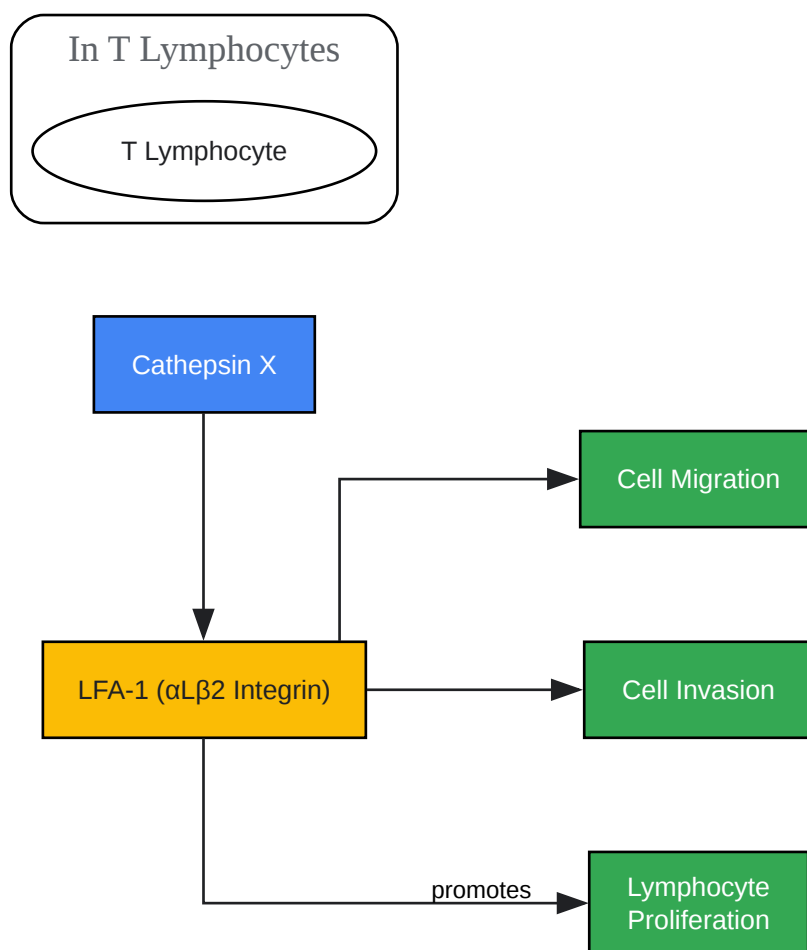 In T Lymphocytes
T Lymphocyte
Cathepsin X
Cell Migration
LFA-1 (αLβ2 Integrin)
Cell Invasion
promotes
Lymphocyte
Proliferation